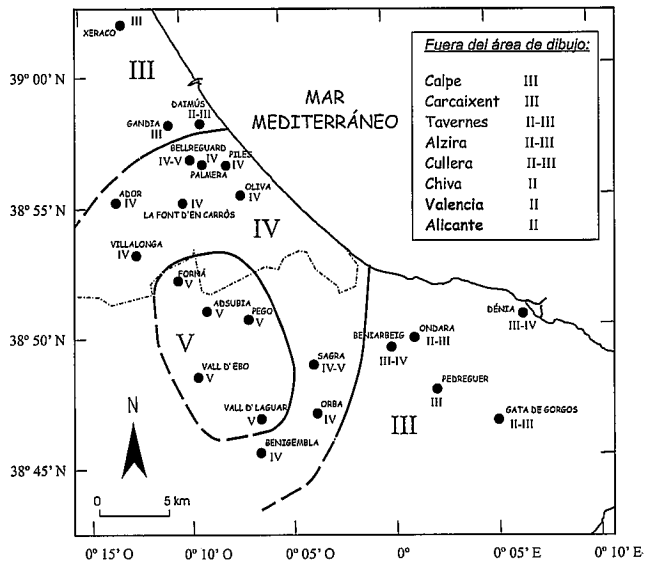 XERACO
III
39° 00' N
III
DAIMÚS
II-III
GANDIA
III
MAR
MEDITERRÁNEO
Fuera del área de dibujo:
Calpe III
Carcaixent III
Tavernes II-III
Alzira II-III
Cullera II-III
Chiva II
Valencia II
Alicante II
BELLREGUARD
IV-V
IV
PALMERA
PILES
IV
38° 55' N
ADOR
IV
IV
LA FONT D'EN CARRÒS
OLIVA
IV
IV
VILLALONGA
IV
FORNÁ
V
ADSUBIA
V
PEGO
V
V
38° 50' N
VALL D'EBO
V
SAGRA
IV-V
BENIARBEIG
III-IV
ONDARA
II-III
DÉNIA
III-IV
PEDREGUER
III
GATA DE GORGOS
II-III
VALL D'LAGUAR
V
ORBA
IV
III
BENIGEMBLA
IV
38° 45' N
N
0 5 km
0° 15' O 0° 10' O 0° 05' O 0° 0° 05' E 0° 10' E